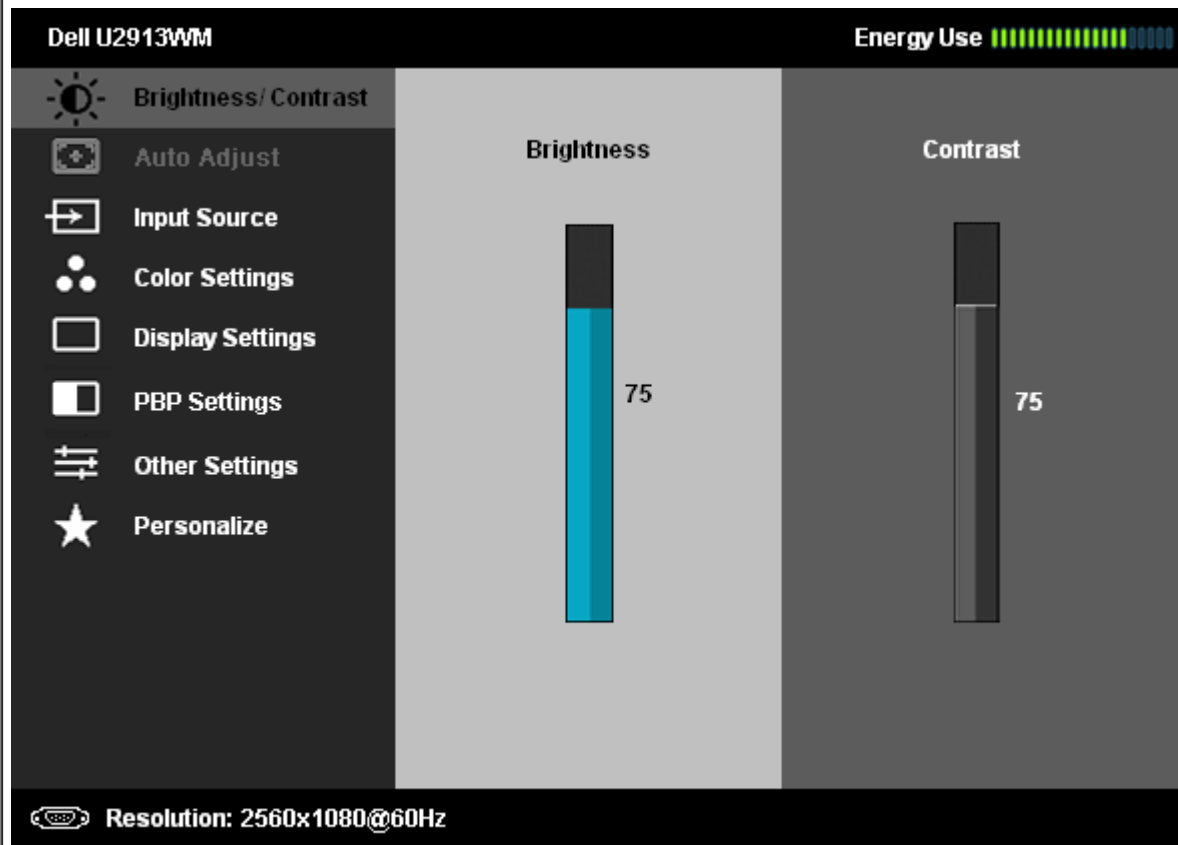 Dell U2913WM
Energy Use
Brightness/Contrast
Auto Adjust
Input Source
Color Settings
Display Settings
PBP Settings
Other Settings
Personalize
Brightness
75
Contrast
75
Resolution: 2560x1080@60Hz